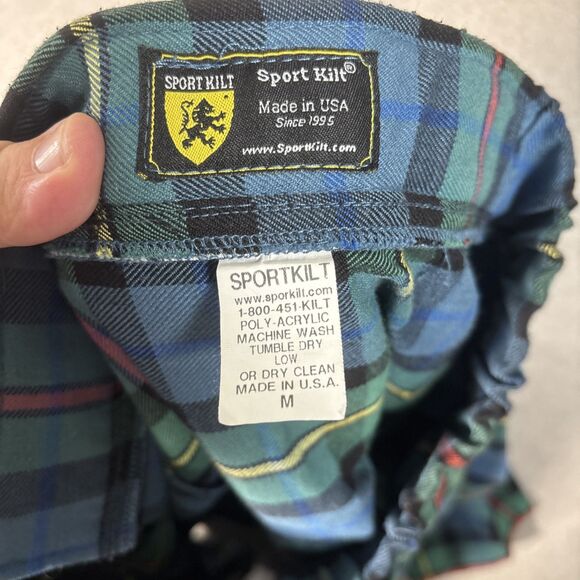 SPORT KILT
Sport Kilt®
Made in USA
Since 1995
www.SportKilt.com
SPORTKILT
www.sporkilt.com
1-800-451-KILT
POLY-ACRYLIC
MACHINE WASH
TUMBLE DRY
LOW
OR DRY CLEAN
MADE IN U.S.A.
M